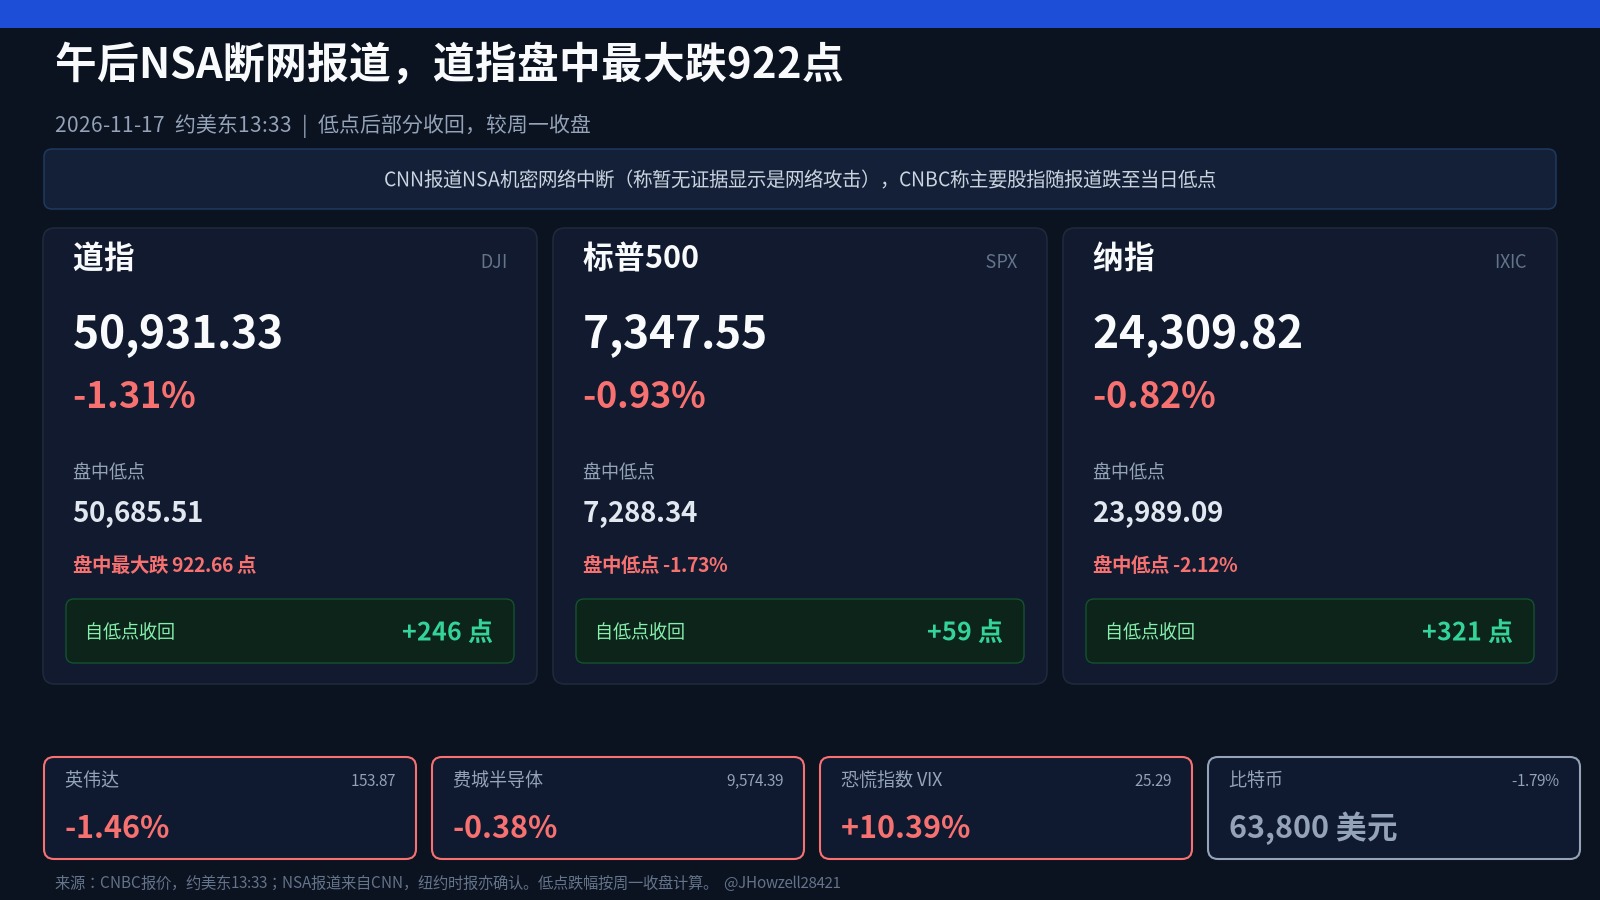 午后NSA断网报道，道指盘中最大跌922点
2026-11-17 约美东13:33 | 低点后部分收回，较周一收盘
CNN报道NSA机密网络中断（称暂无证据显示是网络攻击），CNBC称主要股指随报道跌至当日低点
道指 DJI
50,931.33
-1.31%
盘中低点
50,685.51
盘中最大跌 922.66 点
自低点收回 +246 点
标普500 SPX
7,347.55
-0.93%
盘中低点
7,288.34
盘中低点 -1.73%
自低点收回 +59 点
纳指 IXIC
24,309.82
-0.82%
盘中低点
23,989.09
盘中低点 -2.12%
自低点收回 +321 点
英伟达 153.87
-1.46%
费城半导体 9,574.39
-0.38%
恐慌指数 VIX 25.29
+10.39%
比特币 -1.79%
63,800 美元
来源：CNBC报价，约美东13:33；NSA报道来自CNN，纽约时报亦确认。低点跌幅按周一收盘计算。 @JHowzell28421